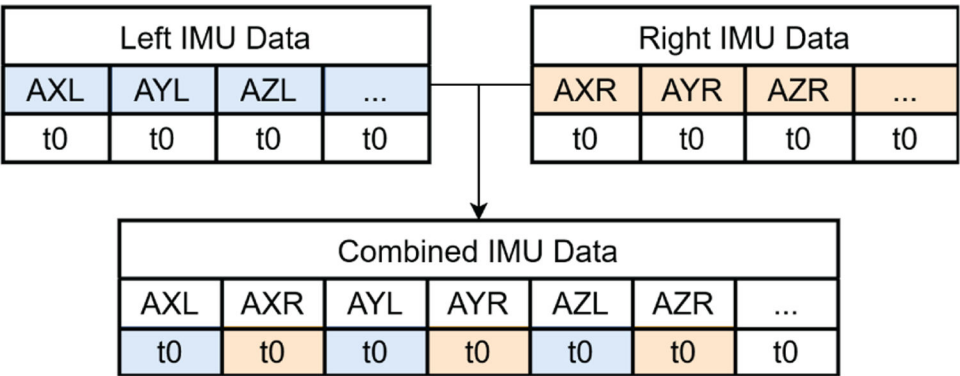 Left IMU Data
AXL AYL AZL ...
t0 t0 t0 t0
Right IMU Data
AXR AYR AZR ...
t0 t0 t0 t0
Combined IMU Data
AXL AXR AYL AYR AZL AZR ...
t0 t0 t0 t0 t0 t0 t0